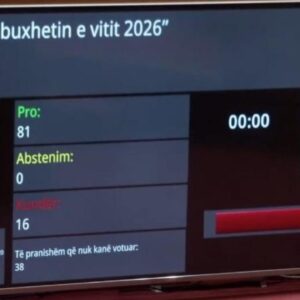 buxhetin e vitit 2026”
Pro:
81
00:00
Abstenim:
0
Kundër:
16
Të pranishëm që nuk kanë votuar:
38